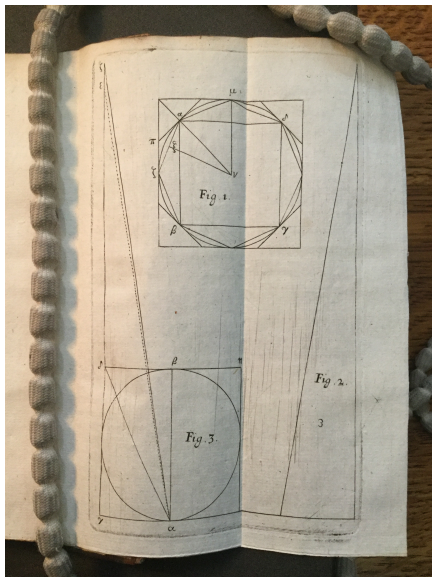 ζ
ε
μ.
α
δ
π
ξ
ζ
ν
Fig. 1.
β
γ
δ
β
π
Fig. 2.
3
Fig. 3.
γ
α